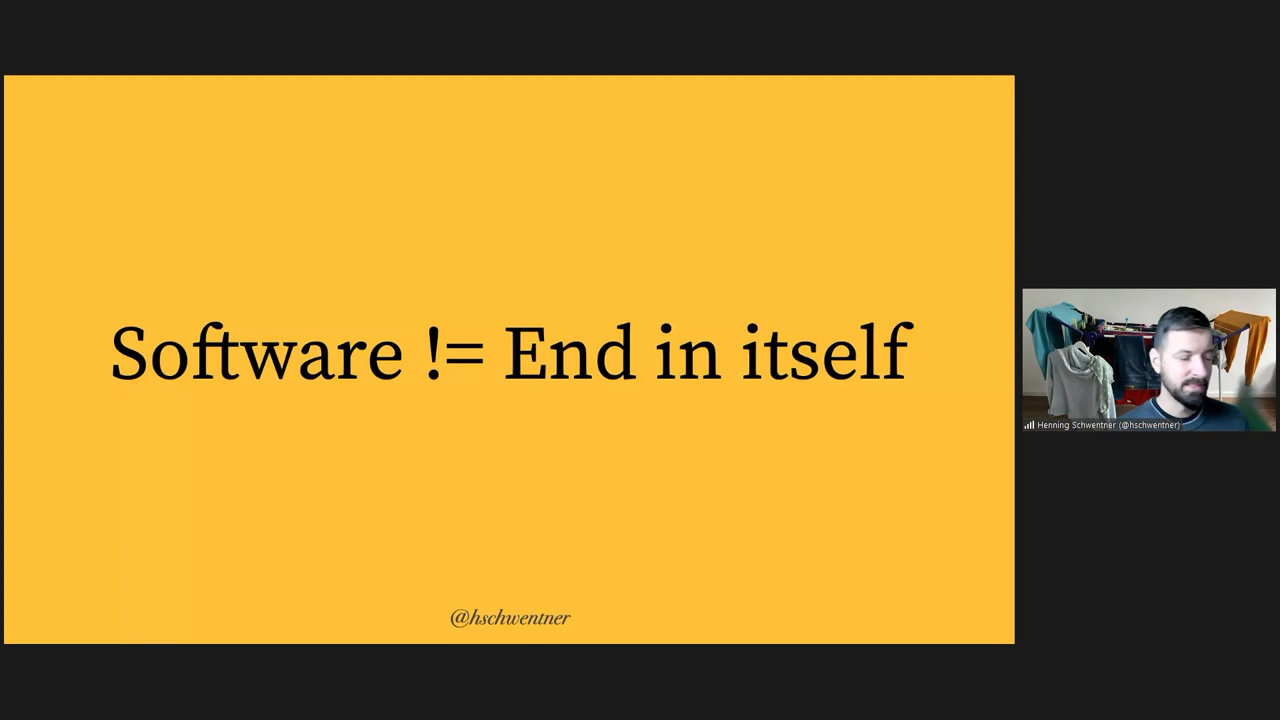 Software != End in itself
@hschwentner
Henning Schwentner (@hschwentner)